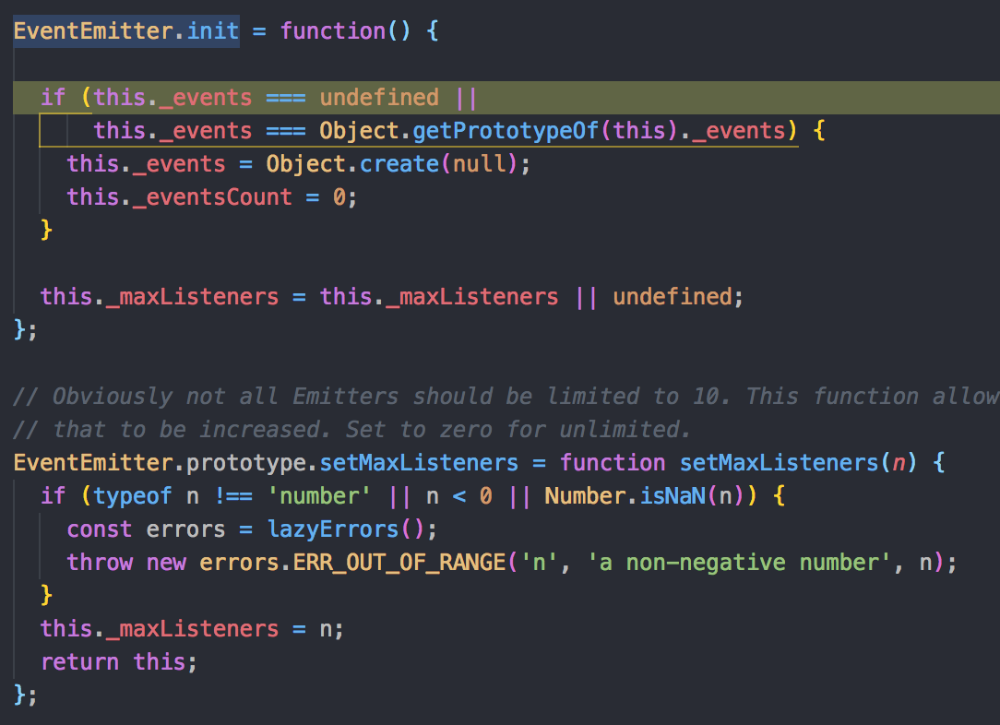 EventEmitter.init = function() {

  if (this._events === undefined ||
      this._events === Object.getPrototypeOf(this)._events) {
    this._events = Object.create(null);
    this._eventsCount = 0;
  }

  this._maxListeners = this._maxListeners || undefined;
};

// Obviously not all Emitters should be limited to 10. This function allow
// that to be increased. Set to zero for unlimited.
EventEmitter.prototype.setMaxListeners = function setMaxListeners(n) {
  if (typeof n !== 'number' || n < 0 || Number.isNaN(n)) {
    const errors = lazyErrors();
    throw new errors.ERR_OUT_OF_RANGE('n', 'a non-negative number', n);
  }
  this._maxListeners = n;
  return this;
};